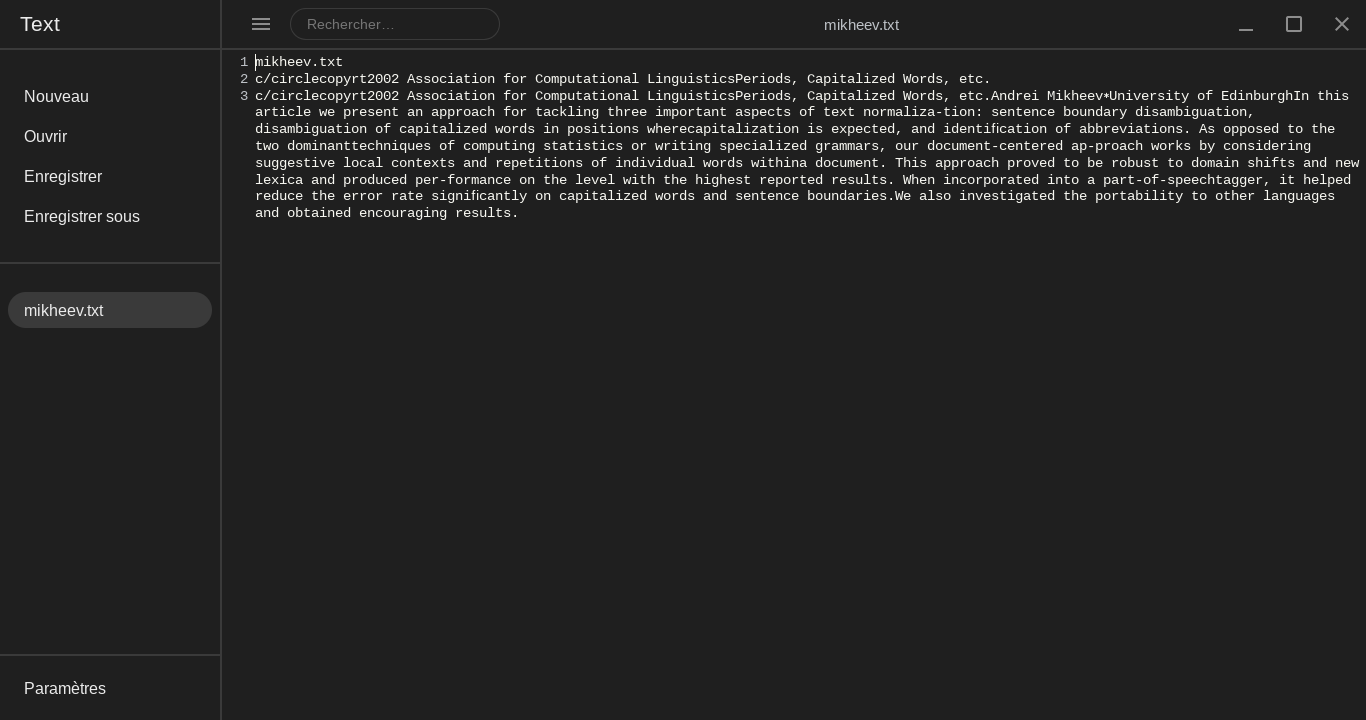 Text
Rechercher…
mikheev.txt
Nouveau
Ouvrir
Enregistrer
Enregistrer sous
mikheev.txt
Paramètres
1 mikheev.txt
2 c/circlecopyrt2002 Association for Computational LinguisticsPeriods, Capitalized Words, etc.
3 c/circlecopyrt2002 Association for Computational LinguisticsPeriods, Capitalized Words, etc.Andrei Mikheev∗University of EdinburghIn this
article we present an approach for tackling three important aspects of text normaliza-tion: sentence boundary disambiguation,
disambiguation of capitalized words in positions wherecapitalization is expected, and identiﬁcation of abbreviations. As opposed to the
two dominanttechniques of computing statistics or writing specialized grammars, our document-centered ap-proach works by considering
suggestive local contexts and repetitions of individual words withina document. This approach proved to be robust to domain shifts and new
lexica and produced per-formance on the level with the highest reported results. When incorporated into a part-of-speechtagger, it helped
reduce the error rate signiﬁcantly on capitalized words and sentence boundaries.We also investigated the portability to other languages
and obtained encouraging results.